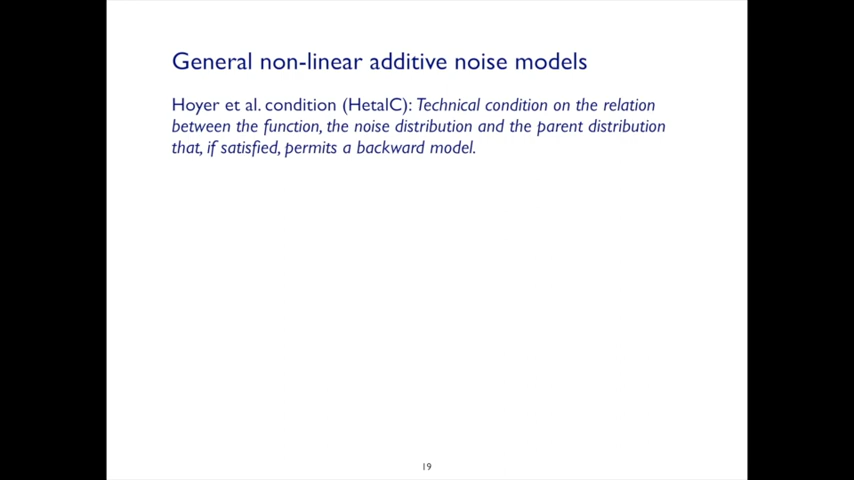 General non-linear additive noise models
Hoyer et al. condition (HetalC): Technical condition on the relation
between the function, the noise distribution and the parent distribution
that, if satisfied, permits a backward model.
19